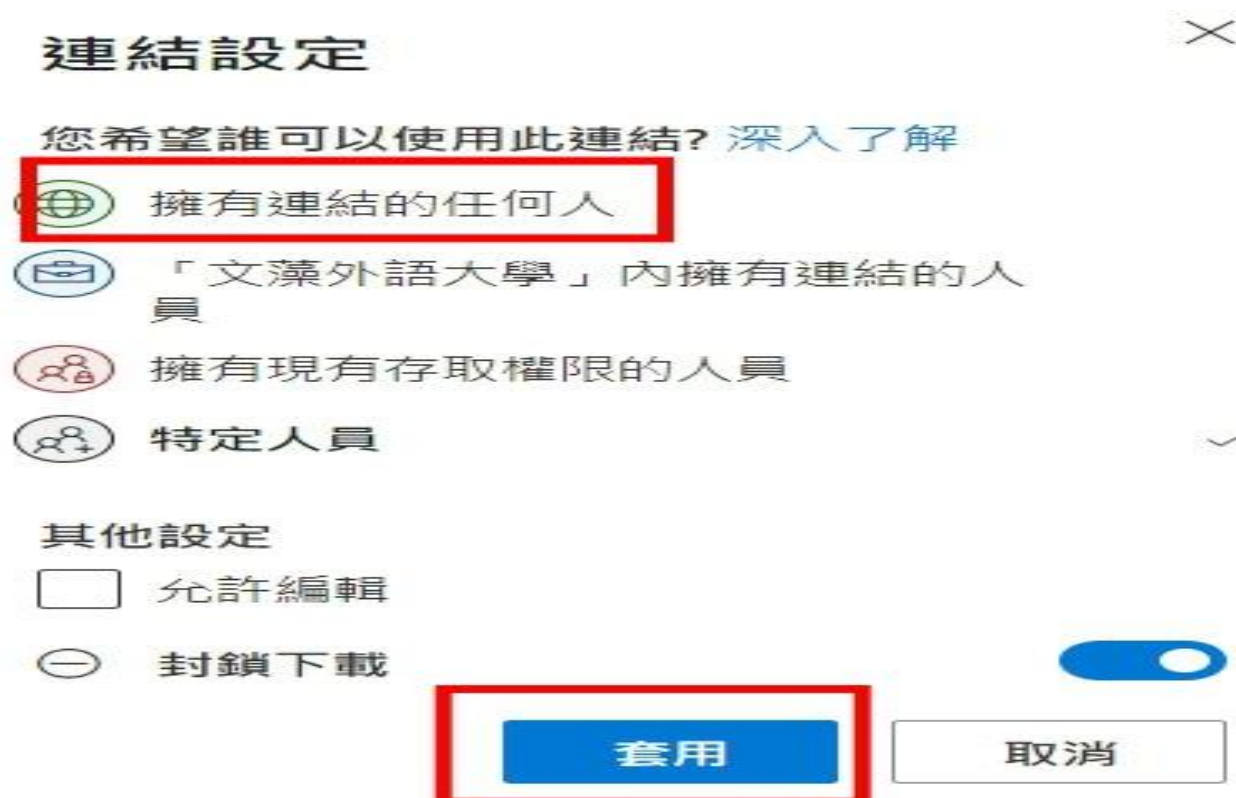 連結設定
您希望誰可以使用此連結? 深入了解
擁有連結的任何人
「文藻外語大學」內擁有連結的人
員
擁有現有存取權限的人員
特定人員
其他設定
允許編輯
封鎖下載
套用 取消